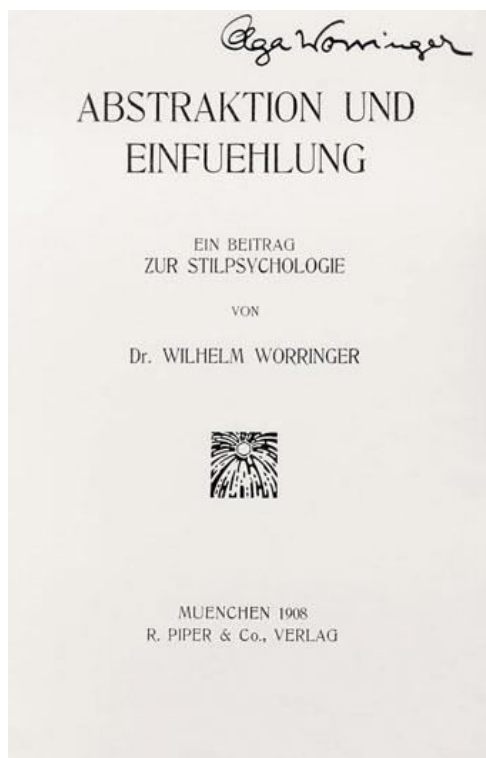 Olga Worringer
ABSTRAKTION UND
EINFUEHLUNG
EIN BEITRAG
ZUR STILPSYCHOLOGIE
VON
Dr. WILHELM WORRINGER
MUENCHEN 1908
R. PIPER & Co., VERLAG